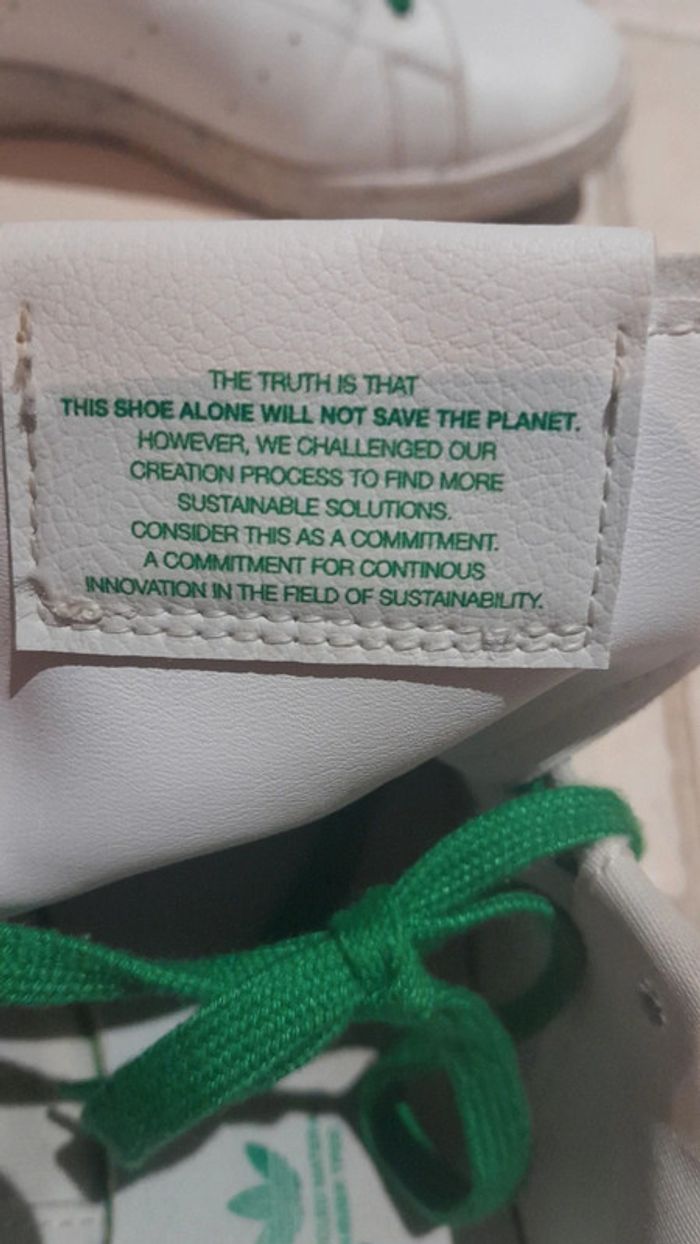 THE TRUTH IS THAT
THIS SHOE ALONE WILL NOT SAVE THE PLANET.
HOWEVER, WE CHALLENGED OUR
CREATION PROCESS TO FIND MORE
SUSTAINABLE SOLUTIONS.
CONSIDER THIS AS A COMMITMENT.
A COMMITMENT FOR CONTINOUS
INNOVATION IN THE FIELD OF SUSTAINABILITY.